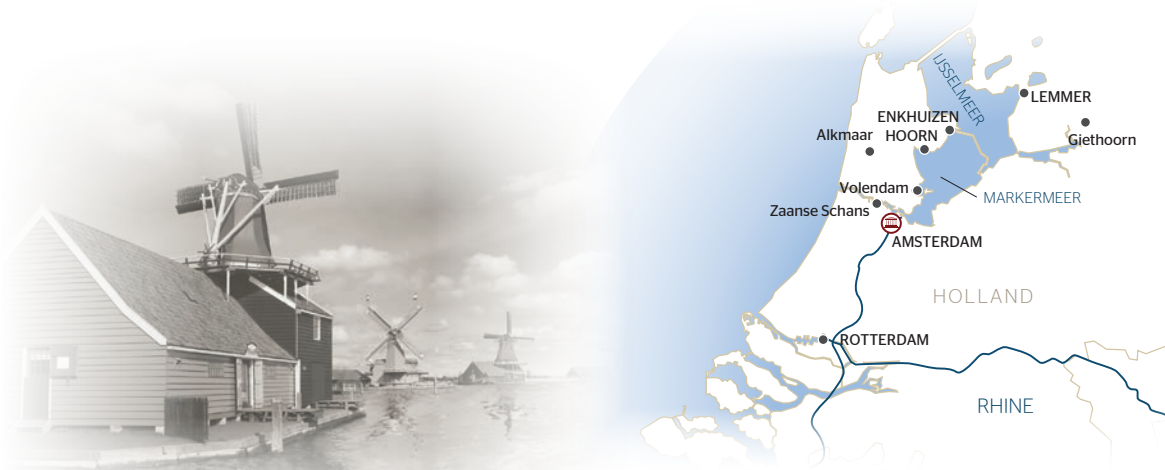 IJSSELMEER
LEMMER
ENKHUIZEN
Alkmaar
HOORN
Giethoorn
Volendam
MARKERMEER
Zaanse Schans
AMSTERDAM
HOLLAND
ROTTERDAM
RHINE